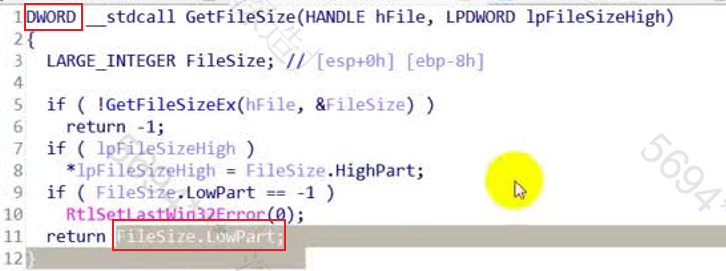 1 DWORD __stdcall GetFileSize(HANDLE hFile, LPDWORD lpFileSizeHigh)
2 {
3 LARGE_INTEGER FileSize; // [esp+0h] [ebp-8h]
4
5 if ( !GetFileSizeEx(hFile, &FileSize) )
6 return -1;
7 if ( lpFileSizeHigh )
8 *lpFileSizeHigh = FileSize.HighPart;
9 if ( FileSize.LowPart == -1 )
10 RtlSetLastWin32Error(0);
11 return FileSize.LowPart;
12 }
5694*